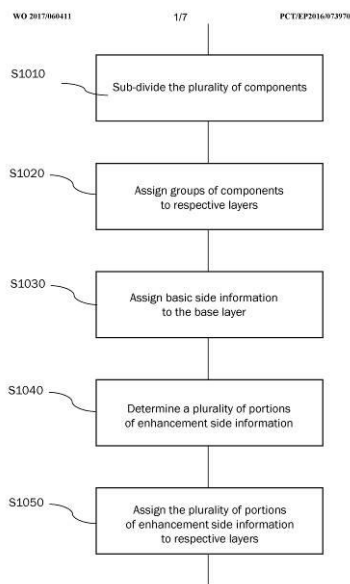 WO 2017/060411
1/7
PCT/EP2016/073970
S1010
Sub-divide the plurality of components
S1020
Assign groups of components
to respective layers
S1030
Assign basic side information
to the base layer
S1040
Determine a plurality of portions
of enhancement side information
S1050
Assign the plurality of portions
of enhancement side information
to respective layers